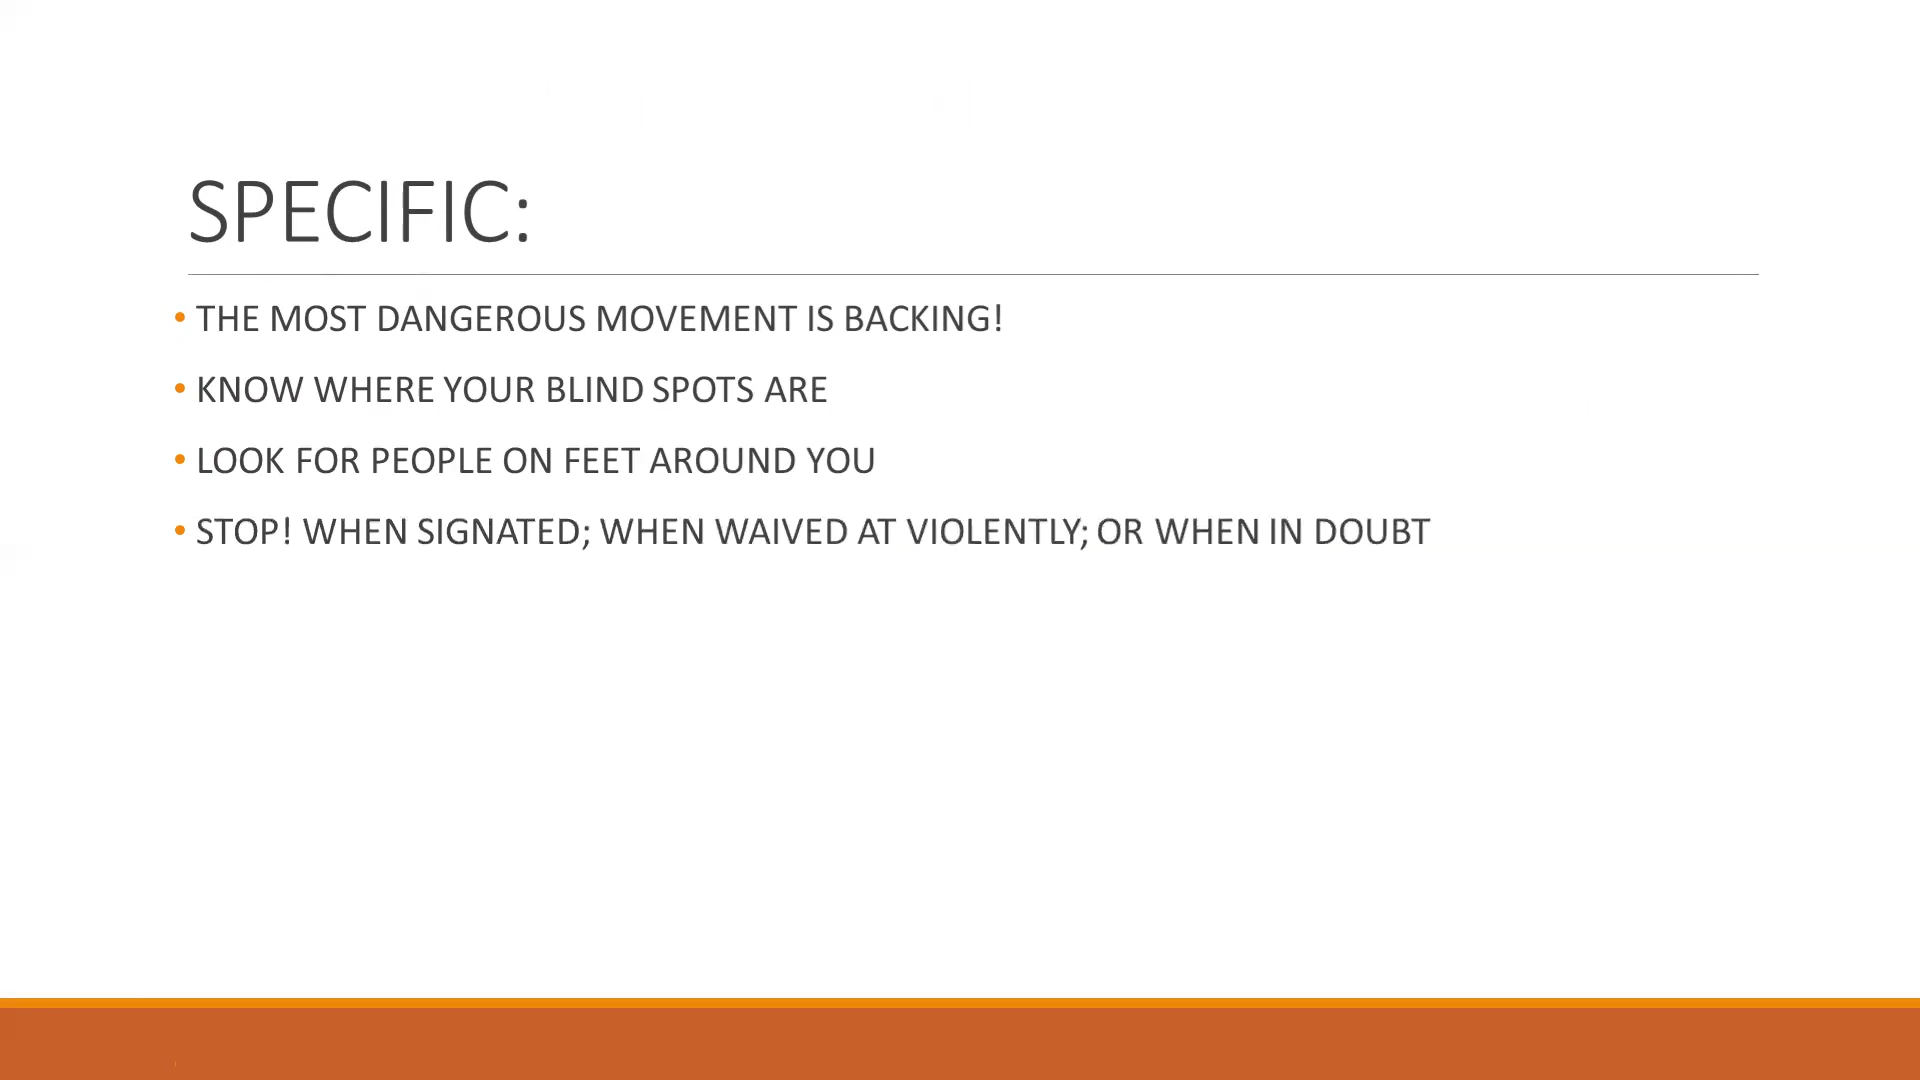 SPECIFIC:
• THE MOST DANGEROUS MOVEMENT IS BACKING!
• KNOW WHERE YOUR BLIND SPOTS ARE
• LOOK FOR PEOPLE ON FEET AROUND YOU
• STOP! WHEN SIGNATED; WHEN WAIVED AT VIOLENTLY; OR WHEN IN DOUBT